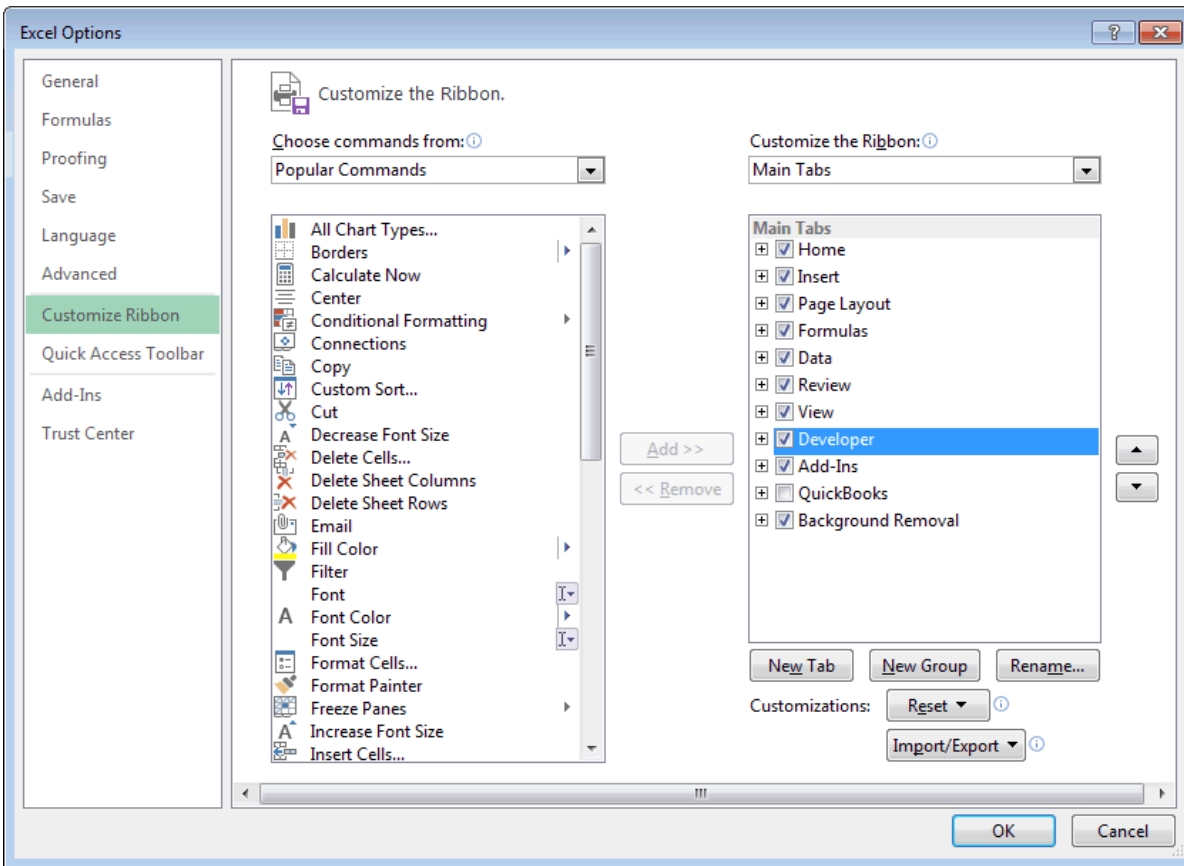 Excel Options
General
Formulas
Proofing
Save
Language
Advanced
Customize Ribbon
Quick Access Toolbar
Add-Ins
Trust Center
Customize the Ribbon.
Choose commands from:
Popular Commands
All Chart Types...
Borders
Calculate Now
Center
Conditional Formatting
Connections
Copy
Custom Sort...
Cut
Decrease Font Size
Delete Cells...
Delete Sheet Columns
Delete Sheet Rows
Email
Fill Color
Filter
Font
Font Color
Font Size
Format Cells...
Format Painter
Freeze Panes
Increase Font Size
Insert Cells...
Add >>
<< Remove
Customize the Ribbon:
Main Tabs
Main Tabs
Home
Insert
Page Layout
Formulas
Data
Review
View
Developer
Add-Ins
QuickBooks
Background Removal
New Tab
New Group
Rename...
Customizations:
Reset
Import/Export
OK
Cancel